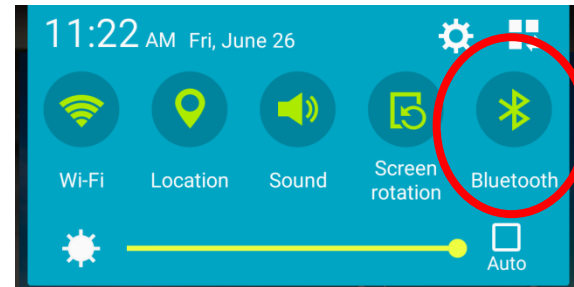 11:22 AM Fri, June 26
Wi-Fi Location Sound Screen rotation Bluetooth
Auto